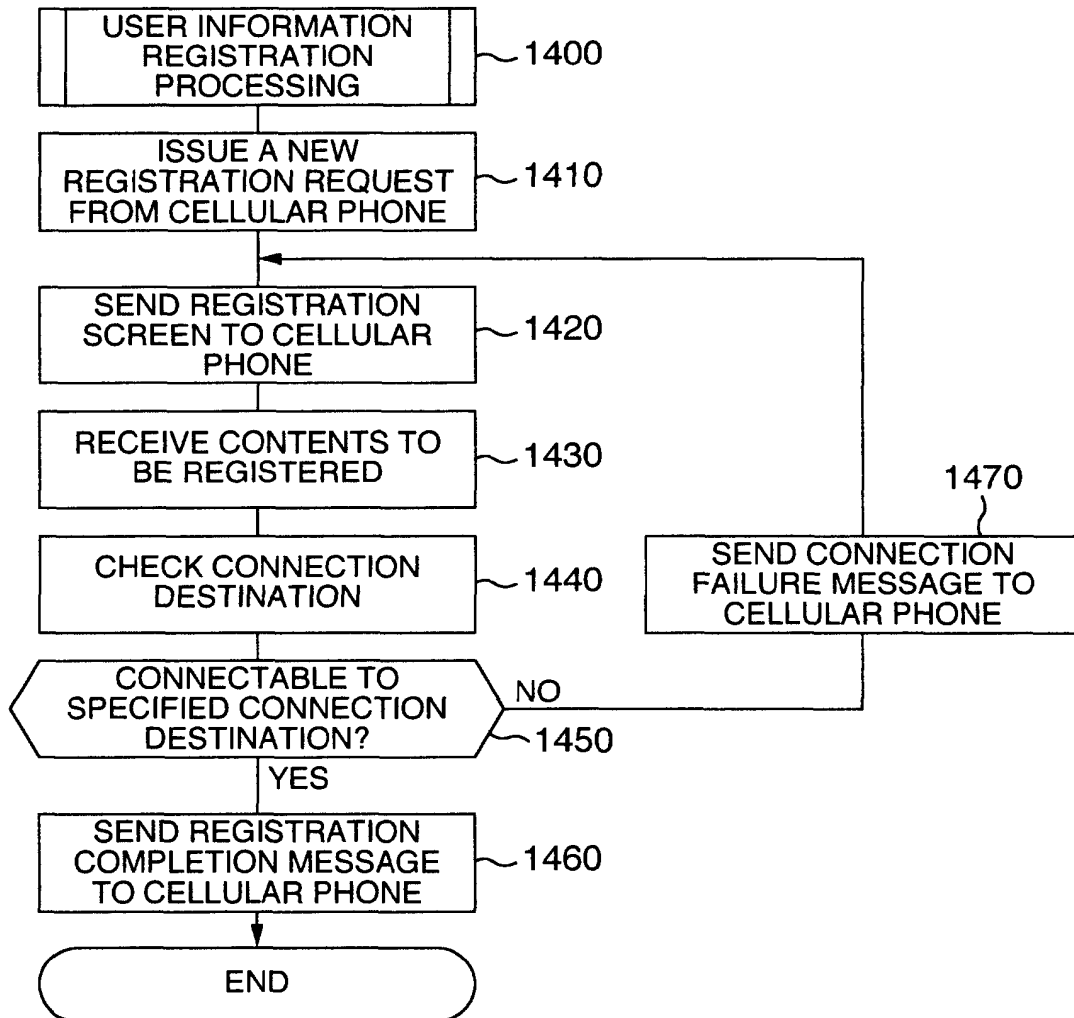 USER INFORMATION
REGISTRATION
PROCESSING
1400
ISSUE A NEW
REGISTRATION REQUEST
FROM CELLULAR PHONE
1410
SEND REGISTRATION
SCREEN TO CELLULAR
PHONE
1420
RECEIVE CONTENTS TO
BE REGISTERED
1430
1470
SEND CONNECTION
FAILURE MESSAGE TO
CELLULAR PHONE
CHECK CONNECTION
DESTINATION
1440
CONNECTABLE TO
SPECIFIED CONNECTION
DESTINATION?
NO
1450
YES
SEND REGISTRATION
COMPLETION MESSAGE
TO CELLULAR PHONE
1460
END